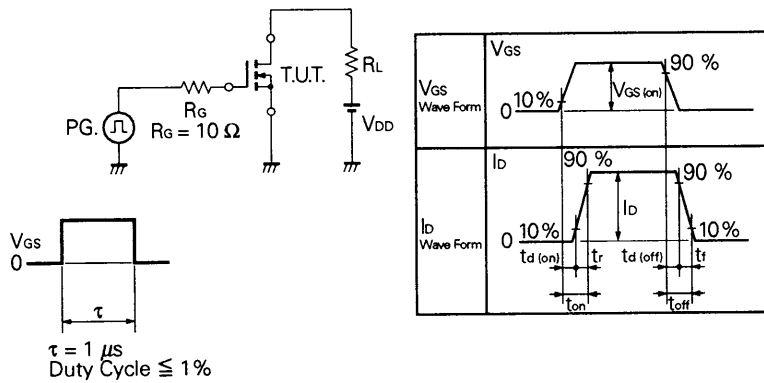 PG.
RG
RG = 10 Ω
T.U.T.
RL
VDD
VGS
0
τ
τ = 1 μs
Duty Cycle ≦ 1%
VGS
Wave Form
VGS
90 %
10%
0
VGS (on)
ID
Wave Form
ID
90 %
90 %
10%
0
ID
10%
td (on)
tr
td (off)
tf
ton
toff